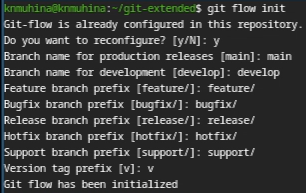 knmuhina@knmuhina:~/git-extended$ git flow init
Git-flow is already configured in this repository.
Do you want to reconfigure? [y/N]: y
Branch name for production releases [main]: main
Branch name for development [develop]: develop
Feature branch prefix [feature/]: feature/
Bugfix branch prefix [bugfix/]: bugfix/
Release branch prefix [release/]: release/
Hotfix branch prefix [hotfix/]: hotfix/
Support branch prefix [support/]: support/
Version tag prefix [v]: v
Git flow has been initialized